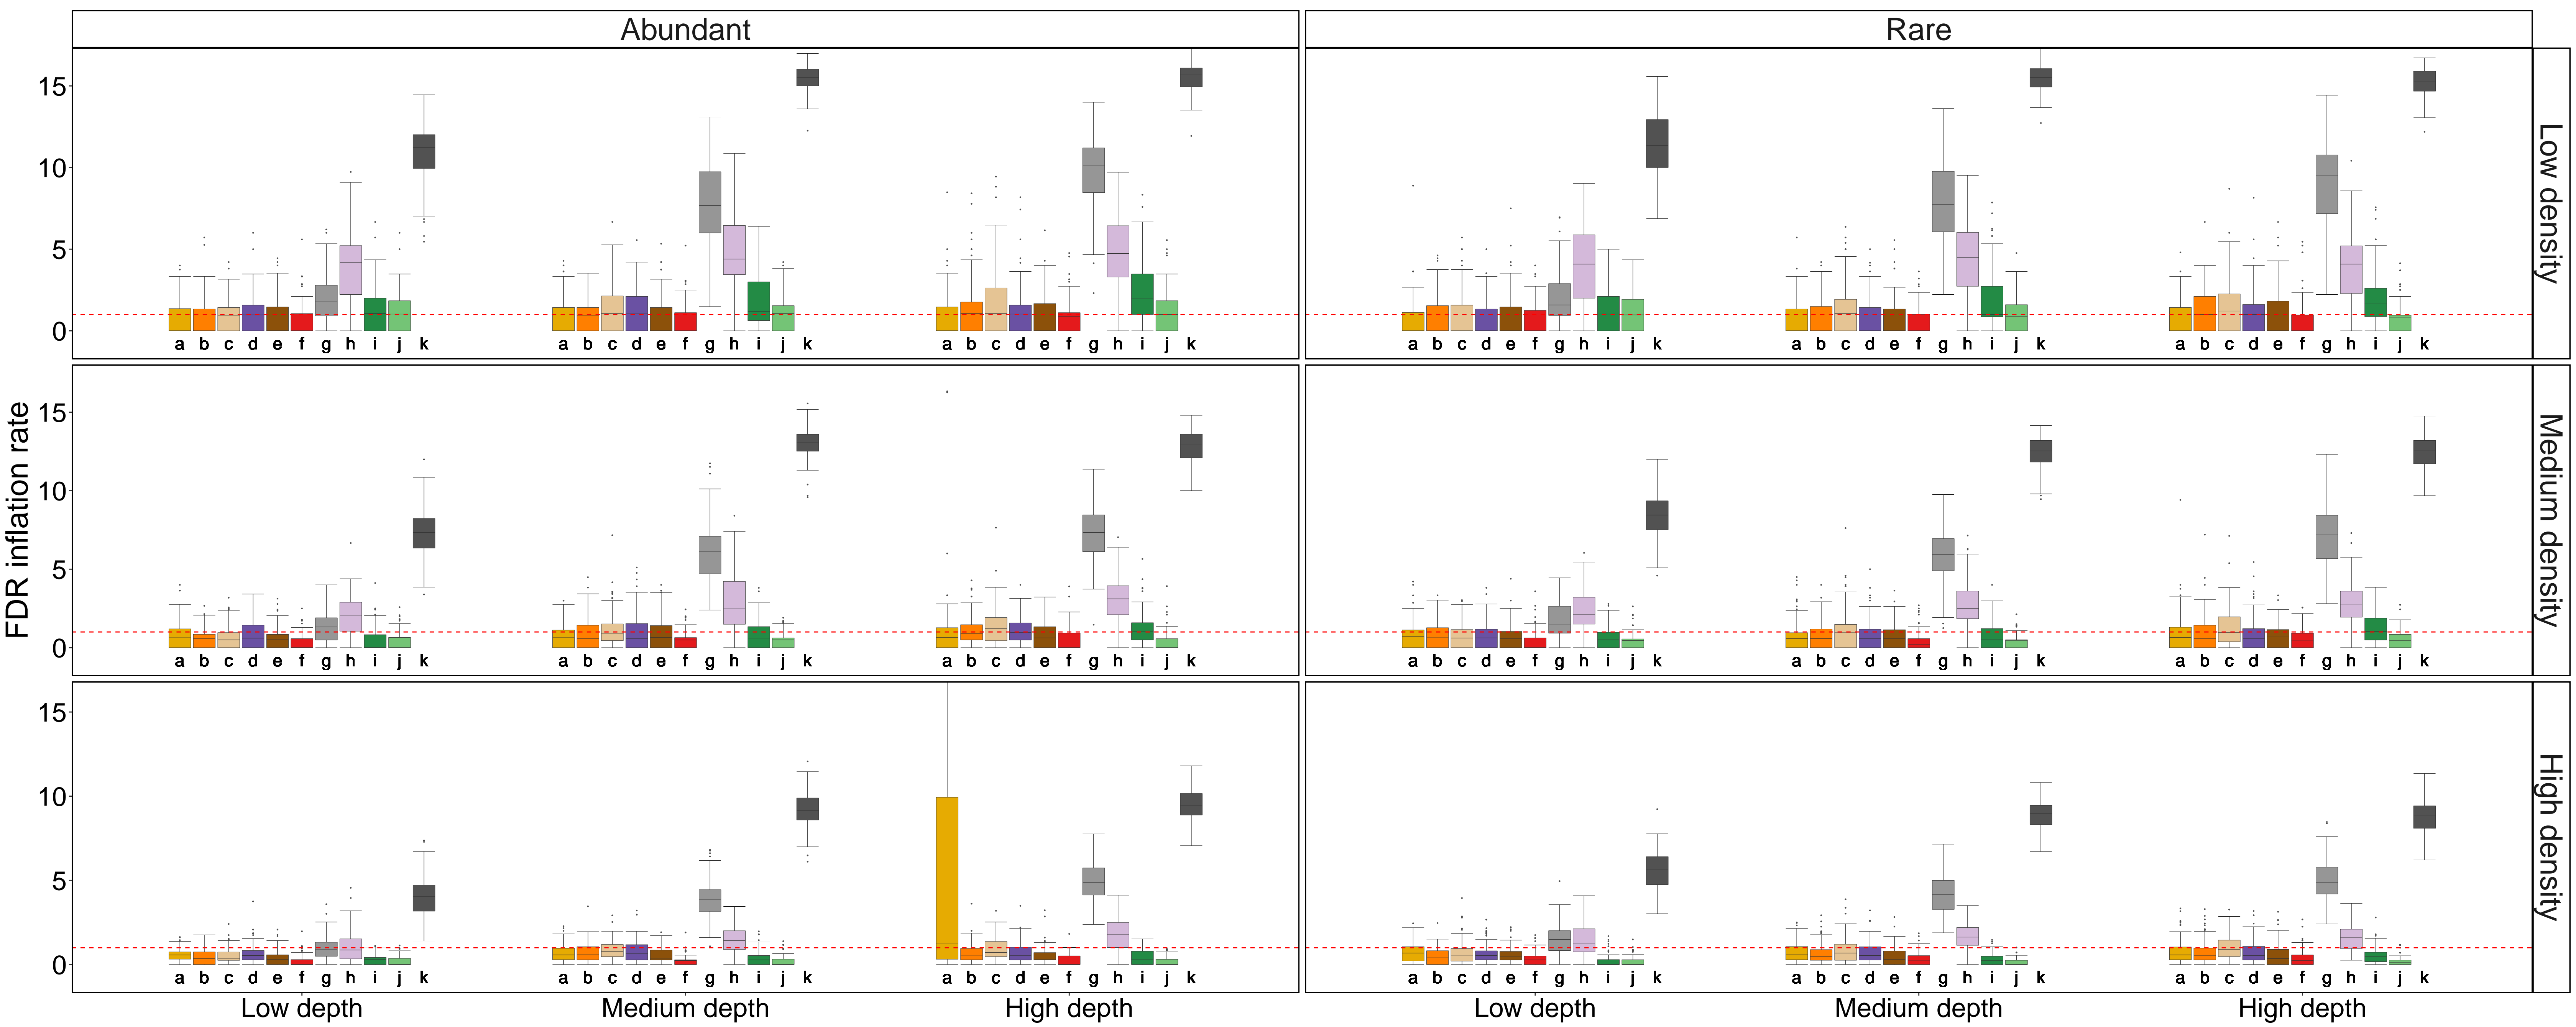 Abundant
Rare
FDR inflation rate
15
10
5
0
a b c d e f g h i j k
a b c d e f g h i j k
a b c d e f g h i j k
a b c d e f g h i j k
a b c d e f g h i j k
a b c d e f g h i j k
Low density
15
10
5
0
a b c d e f g h i j k
a b c d e f g h i j k
a b c d e f g h i j k
a b c d e f g h i j k
a b c d e f g h i j k
a b c d e f g h i j k
Medium density
15
10
5
0
a b c d e f g h i j k
a b c d e f g h i j k
a b c d e f g h i j k
a b c d e f g h i j k
a b c d e f g h i j k
a b c d e f g h i j k
High density
Low depth
Medium depth
High depth
Low depth
Medium depth
High depth